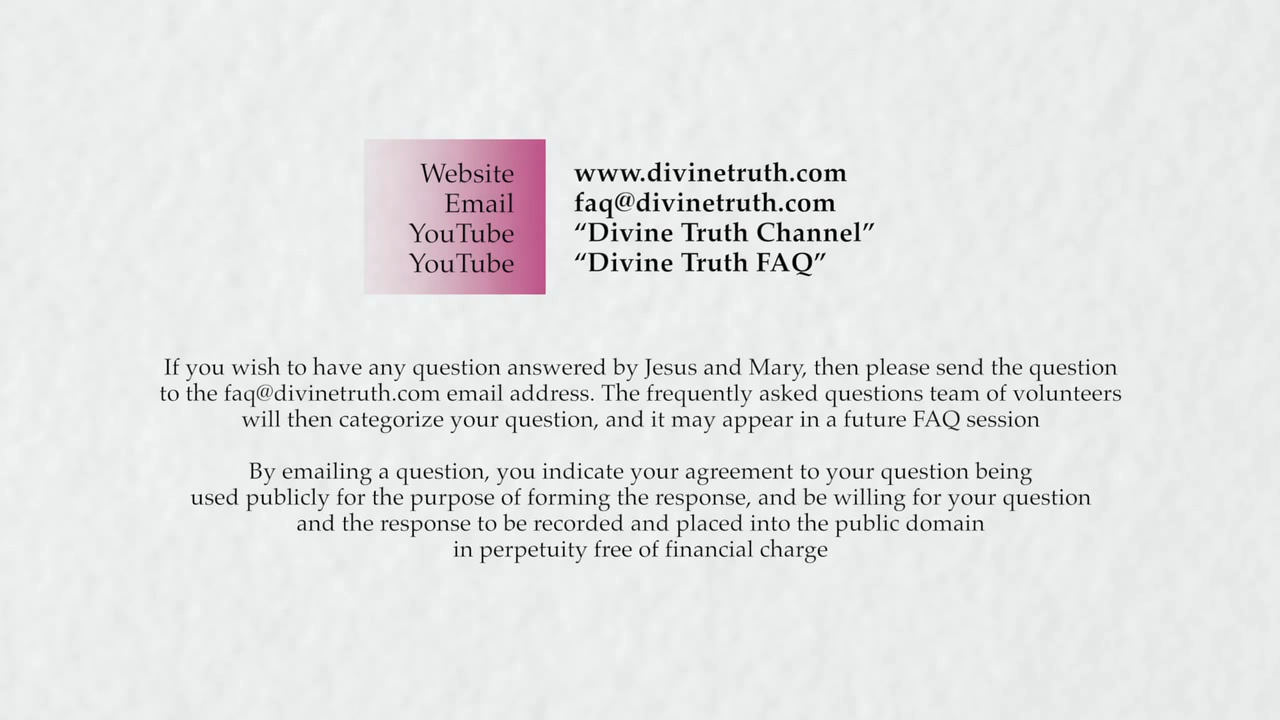 Website www.divinetruth.com
Email faq@divinetruth.com
YouTube “Divine Truth Channel”
YouTube “Divine Truth FAQ”
If you wish to have any question answered by Jesus and Mary, then please send the question
to the faq@divinetruth.com email address. The frequently asked questions team of volunteers
will then categorize your question, and it may appear in a future FAQ session
By emailing a question, you indicate your agreement to your question being
used publicly for the purpose of forming the response, and be willing for your question
and the response to be recorded and placed into the public domain
in perpetuity free of financial charge